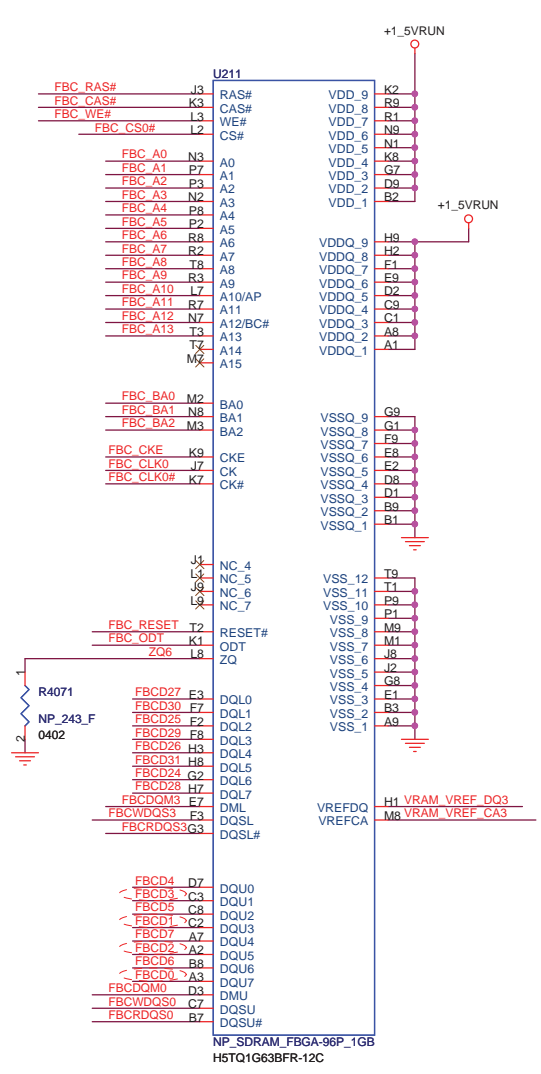 +1_5VRUN
U211
FBC_RAS# J3 RAS# VDD_9 K2
FBC_CAS# K3 CAS# VDD_8 R9
FBC_WE# L3 WE# VDD_7 R1
FBC_CS0# L2 CS# VDD_6 N9
VDD_5 N1
FBC_A0 N3 A0 VDD_4 K8
FBC_A1 P7 A1 VDD_3 G7
FBC_A2 P3 A2 VDD_2 D9
FBC_A3 N2 A3 VDD_1 B2
+1_5VRUN
FBC_A4 P8 A4
FBC_A5 P2 A5
FBC_A6 R8 A6 VDDQ_9 H9
FBC_A7 R2 A7 VDDQ_8 H2
FBC_A8 T8 A8 VDDQ_7 F1
FBC_A9 R3 A9 VDDQ_6 E9
FBC_A10 L7 A10/AP VDDQ_5 D2
FBC_A11 R7 A11 VDDQ_4 C9
FBC_A12 N7 A12/BC# VDDQ_3 C1
FBC_A13 T3 A13 VDDQ_2 A8
T7 A14 VDDQ_1 A1
M7 A15
FBC_BA0 M2 BA0
FBC_BA1 N8 BA1 VSSQ_9 G9
FBC_BA2 M3 BA2 VSSQ_8 G1
VSSQ_7 F9
FBC_CKE K9 CKE VSSQ_6 E8
FBC_CLK0 J7 CK VSSQ_5 E2
FBC_CLK0# K7 CK# VSSQ_4 D8
VSSQ_3 D1
VSSQ_2 B9
VSSQ_1 B1
J1 NC_4
L1 NC_5 VSS_12 T9
J9 NC_6 VSS_11 T1
L9 NC_7 VSS_10 P9
VSS_9 P1
FBC_RESET T2 RESET# VSS_8 M9
FBC_ODT K1 ODT VSS_7 M1
ZQ6 L8 ZQ VSS_6 J8
1 VSS_5 J2
VSS_4 G8
R4071 FBCD27 E3 DQL0 VSS_3 E1
FBCD30 F7 DQL1 VSS_2 B3
NP_243_F FBCD25 F2 DQL2 VSS_1 A9
0402 2 FBCD29 F8 DQL3
FBCD26 H3 DQL4
FBCD31 H8 DQL5
FBCD24 G2 DQL6
FBCD28 H7 DQL7
FBCDQM3 E7 DML VREFDQ H1 VRAM_VREF_DQ3
FBCWDQS3 F3 DQSL VREFCA M8 VRAM_VREF_CA3
FBCRDQS3 G3 DQSL#
FBCD4 D7 DQU0
FBCD3 C3 DQU1
FBCD5 C8 DQU2
FBCD1 C2 DQU3
FBCD7 A7 DQU4
FBCD2 A2 DQU5
FBCD6 B8 DQU6
FBCD0 A3 DQU7
FBCDQM0 D3 DMU
FBCWDQS0 C7 DQSU
FBCRDQS0 B7 DQSU#
NP_SDRAM_FBGA-96P_1GB
H5TQ1G63BFR-12C